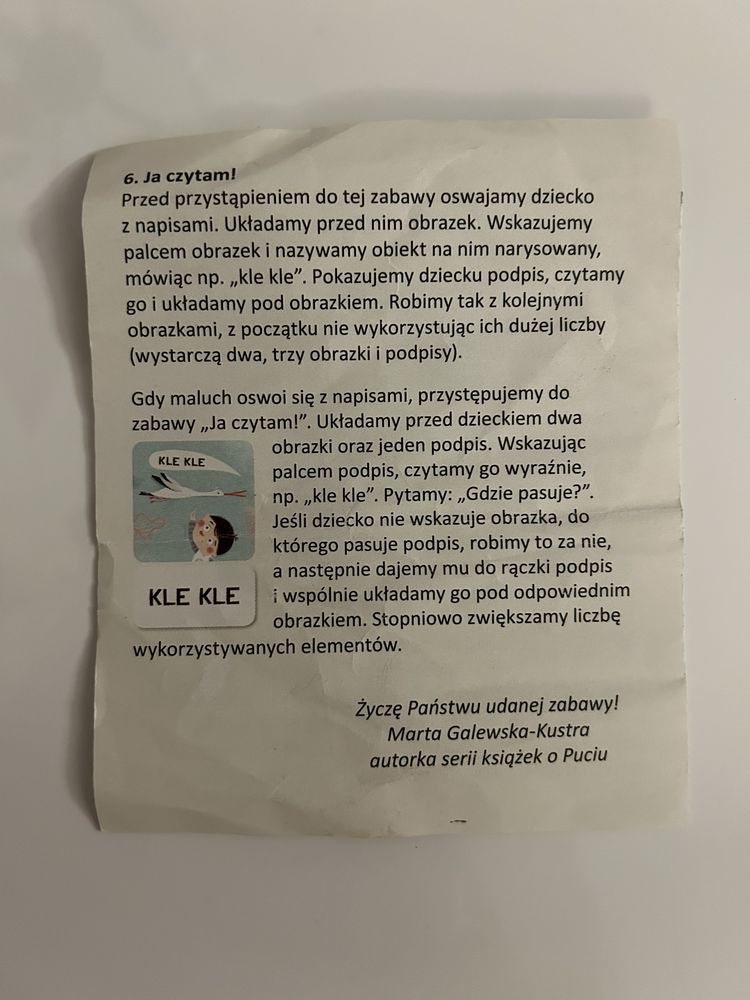 6. Ja czytam!
Przed przystąpieniem do tej zabawy oswajamy dziecko
z napisami. Układamy przed nim obrazek. Wskazujemy
palcem obrazek i nazywamy obiekt na nim narysowany,
mówiąc np. „kle kle”. Pokazujemy dziecku podpis, czytamy
go i układamy pod obrazkiem. Robimy tak z kolejnymi
obrazkami, z początku nie wykorzystując ich dużej liczby
(wystarczą dwa, trzy obrazki i podpisy).
Gdy maluch oswoi się z napisami, przystępujemy do
zabawy „Ja czytam!”. Układamy przed dzieckiem dwa
obrazki oraz jeden podpis. Wskazując
palcem podpis, czytamy go wyraźnie,
np. „kle kle”. Pytamy: „Gdzie pasuje?”.
Jeśli dziecko nie wskazuje obrazka, do
którego pasuje podpis, robimy to za nie,
a następnie dajemy mu do rączki podpis
i wspólnie układamy go pod odpowiednim
obrazkiem. Stopniowo zwiększamy liczbę
wykorzystywanych elementów.
KLE KLE
KLE KLE
Życzę Państwu udanej zabawy!
Marta Galewska-Kustra
autorka serii książek o Puciu